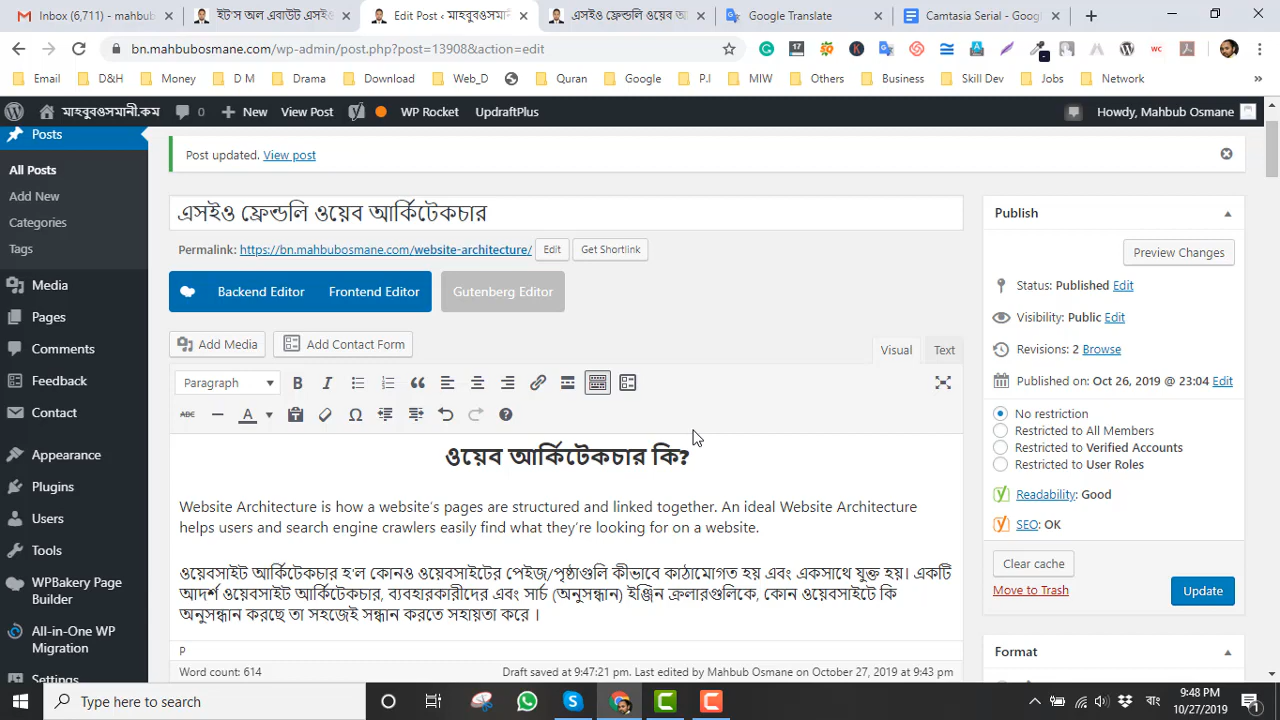 Inbox (6,711) - mahbub
ইট স অল এবাউট এসই
Edit Post ‹ মাহবুবওসমানী.ক
এসইও ফ্রেন্ডলি ওয়েব আ
Google Translate
Camtasia Serial - Goog
bn.mahbubosmane.com/wp-admin/post.php?post=13908&action=edit
Email D&H Money D M Drama Download Web_D Quran Google P.I MIW Others Business Skill Dev Jobs Network »
মাহবুবওসমানী.কম 0 New View Post WP Rocket UpdraftPlus Howdy, Mahbub Osmane
Posts
All Posts
Add New
Categories
Tags
Media
Pages
Comments
Feedback
Contact
Appearance
Plugins
Users
Tools
WPBakery Page
Builder
All-in-One WP
Migration
Settings
Post updated. View post
এসইও ফ্রেন্ডলি ওয়েব আর্কিটেকচার
Permalink: https://bn.mahbubosmane.com/website-architecture/ Edit Get Shortlink
Backend Editor Frontend Editor Gutenberg Editor
Add Media Add Contact Form
Visual Text
Paragraph B I
ABC A
ওয়েব আর্কিটেকচার কি?
Website Architecture is how a website's pages are structured and linked together. An ideal Website Architecture
helps users and search engine crawlers easily find what they're looking for on a website.
ওয়েবসাইট আর্কিটেকচার হ'ল কোনও ওয়েবসাইটের পেইজ/পৃষ্ঠাগুলি কীভাবে কাঠামোগত হয় এবং একসাথে যুক্ত হয়। একটি
আদর্শ ওয়েবসাইট আর্কিটেকচার, ব্যবহারকারীদের এবং সার্চ (অনুসন্ধান) ইঞ্জিন ক্রলারগুলিকে, কোন ওয়েবসাইটে কি
অনুসন্ধান করছে তা সহজেই সন্ধান করতে সহায়তা করে ।
P
Word count: 614 Draft saved at 9:47:21 pm. Last edited by Mahbub Osmane on October 27, 2019 at 9:43 pm
Publish
Preview Changes
Status: Published Edit
Visibility: Public Edit
Revisions: 2 Browse
Published on: Oct 26, 2019 @ 23:04 Edit
No restriction
Restricted to All Members
Restricted to Verified Accounts
Restricted to User Roles
Readability: Good
SEO: OK
Clear cache
Move to Trash Update
Format
Type here to search
বাং
9:48 PM
10/27/2019